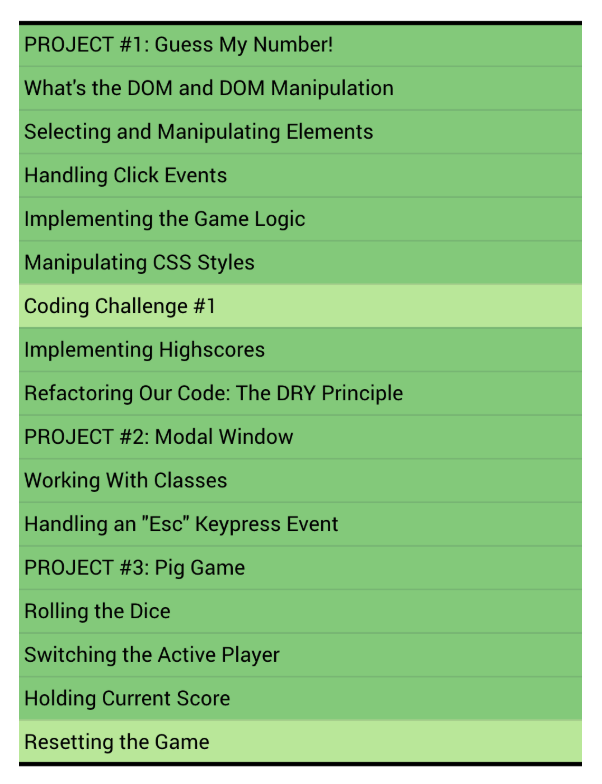 PROJECT #1: Guess My Number!
What's the DOM and DOM Manipulation
Selecting and Manipulating Elements
Handling Click Events
Implementing the Game Logic
Manipulating CSS Styles
Coding Challenge #1
Implementing Highscores
Refactoring Our Code: The DRY Principle
PROJECT #2: Modal Window
Working With Classes
Handling an "Esc" Keypress Event
PROJECT #3: Pig Game
Rolling the Dice
Switching the Active Player
Holding Current Score
Resetting the Game